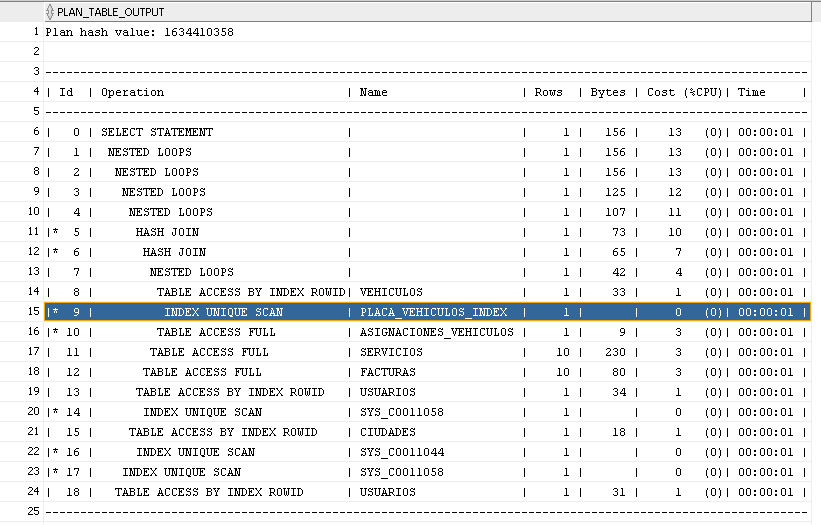 PLAN_TABLE_OUTPUT
1 Plan hash value: 1634410358
2
3 --------------------------------------------------------------------------------------------------------
4 | Id | Operation | Name | Rows | Bytes | Cost (%CPU)| Time |
5 --------------------------------------------------------------------------------------------------------
6 | 0 | SELECT STATEMENT | | 1 | 156 | 13 (0)| 00:00:01 |
7 | 1 | NESTED LOOPS | | 1 | 156 | 13 (0)| 00:00:01 |
8 | 2 | NESTED LOOPS | | 1 | 156 | 13 (0)| 00:00:01 |
9 | 3 | NESTED LOOPS | | 1 | 125 | 12 (0)| 00:00:01 |
10 | 4 | NESTED LOOPS | | 1 | 107 | 11 (0)| 00:00:01 |
11 |* 5 | HASH JOIN | | 1 | 73 | 10 (0)| 00:00:01 |
12 |* 6 | HASH JOIN | | 1 | 65 | 7 (0)| 00:00:01 |
13 | 7 | NESTED LOOPS | | 1 | 42 | 4 (0)| 00:00:01 |
14 | 8 | TABLE ACCESS BY INDEX ROWID| VEHICULOS | 1 | 33 | 1 (0)| 00:00:01 |
15 |* 9 | INDEX UNIQUE SCAN | PLACA_VEHICULOS_INDEX | 1 | | 0 (0)| 00:00:01 |
16 |* 10 | TABLE ACCESS FULL | ASIGNACIONES_VEHICULOS | 1 | 9 | 3 (0)| 00:00:01 |
17 | 11 | TABLE ACCESS FULL | SERVICIOS | 10 | 230 | 3 (0)| 00:00:01 |
18 | 12 | TABLE ACCESS FULL | FACTURAS | 10 | 80 | 3 (0)| 00:00:01 |
19 | 13 | TABLE ACCESS BY INDEX ROWID | USUARIOS | 1 | 34 | 1 (0)| 00:00:01 |
20 |* 14 | INDEX UNIQUE SCAN | SYS_C0011058 | 1 | | 0 (0)| 00:00:01 |
21 | 15 | TABLE ACCESS BY INDEX ROWID | CIUDADES | 1 | 18 | 1 (0)| 00:00:01 |
22 |* 16 | INDEX UNIQUE SCAN | SYS_C0011044 | 1 | | 0 (0)| 00:00:01 |
23 |* 17 | INDEX UNIQUE SCAN | SYS_C0011058 | 1 | | 0 (0)| 00:00:01 |
24 | 18 | TABLE ACCESS BY INDEX ROWID | USUARIOS | 1 | 31 | 1 (0)| 00:00:01 |
25 --------------------------------------------------------------------------------------------------------